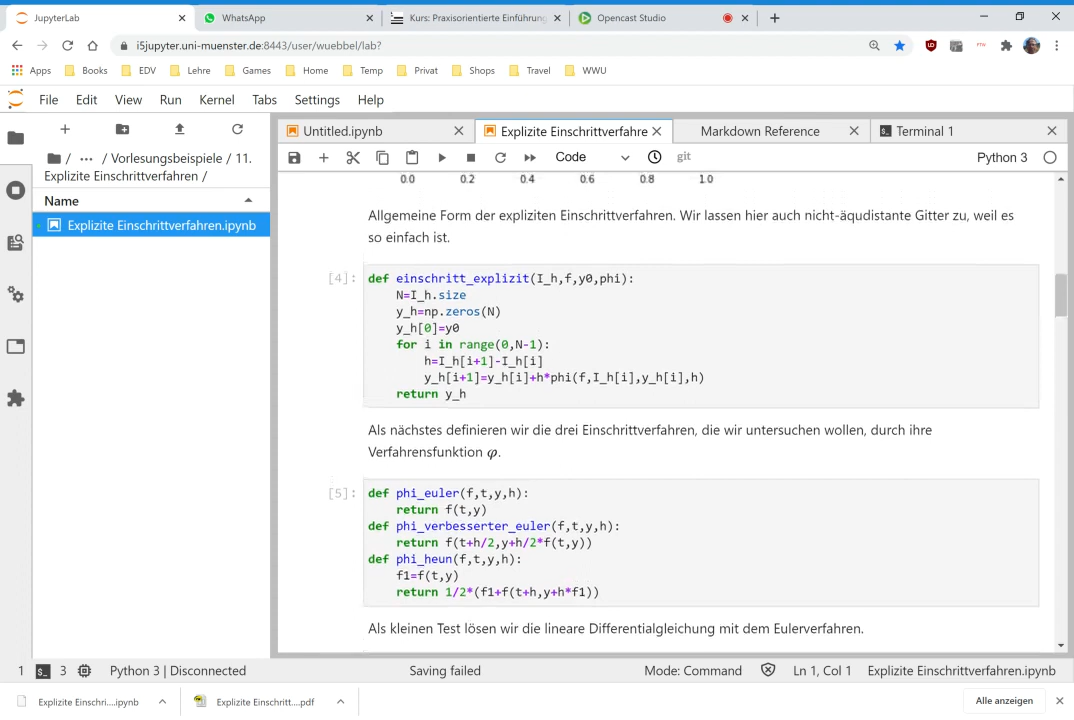 JupyterLab
WhatsApp
Kurs: Praxisorientierte Einführung
Opencast Studio
i5jupyter.uni-muenster.de:8443/user/wuebbel/lab?
Apps Books EDV Lehre Games Home Temp Privat Shops Travel WWU
File Edit View Run Kernel Tabs Settings Help
Untitled.ipynb
Explizite Einschrittverfahre
Markdown Reference
Terminal 1
/ ··· / Vorlesungsbeispiele / 11.
Explizite Einschrittverfahren /
Name
Explizite Einschrittverfahren.ipynb
Code
git
Python 3
0.0 0.2 0.4 0.6 0.8 1.0
Allgemeine Form der expliziten Einschrittverfahren. Wir lassen hier auch nicht-äqudistante Gitter zu, weil es
so einfach ist.
[4]: def einschritt_explizit(I_h,f,y0,phi):
N=I_h.size
y_h=np.zeros(N)
y_h[0]=y0
for i in range(0,N-1):
h=I_h[i+1]-I_h[i]
y_h[i+1]=y_h[i]+h*phi(f,I_h[i],y_h[i],h)
return y_h
Als nächstes definieren wir die drei Einschrittverfahren, die wir untersuchen wollen, durch ihre
Verfahrensfunktion φ.
[5]: def phi_euler(f,t,y,h):
return f(t,y)
def phi_verbesserter_euler(f,t,y,h):
return f(t+h/2,y+h/2*f(t,y))
def phi_heun(f,t,y,h):
f1=f(t,y)
return 1/2*(f1+f(t+h,y+h*f1))
Als kleinen Test lösen wir die lineare Differentialgleichung mit dem Eulerverfahren.
1 3 Python 3 | Disconnected
Saving failed
Mode: Command
Ln 1, Col 1
Explizite Einschrittverfahren.ipynb
Explizite Einschri....ipynb
Explizite Einschritt....pdf
Alle anzeigen